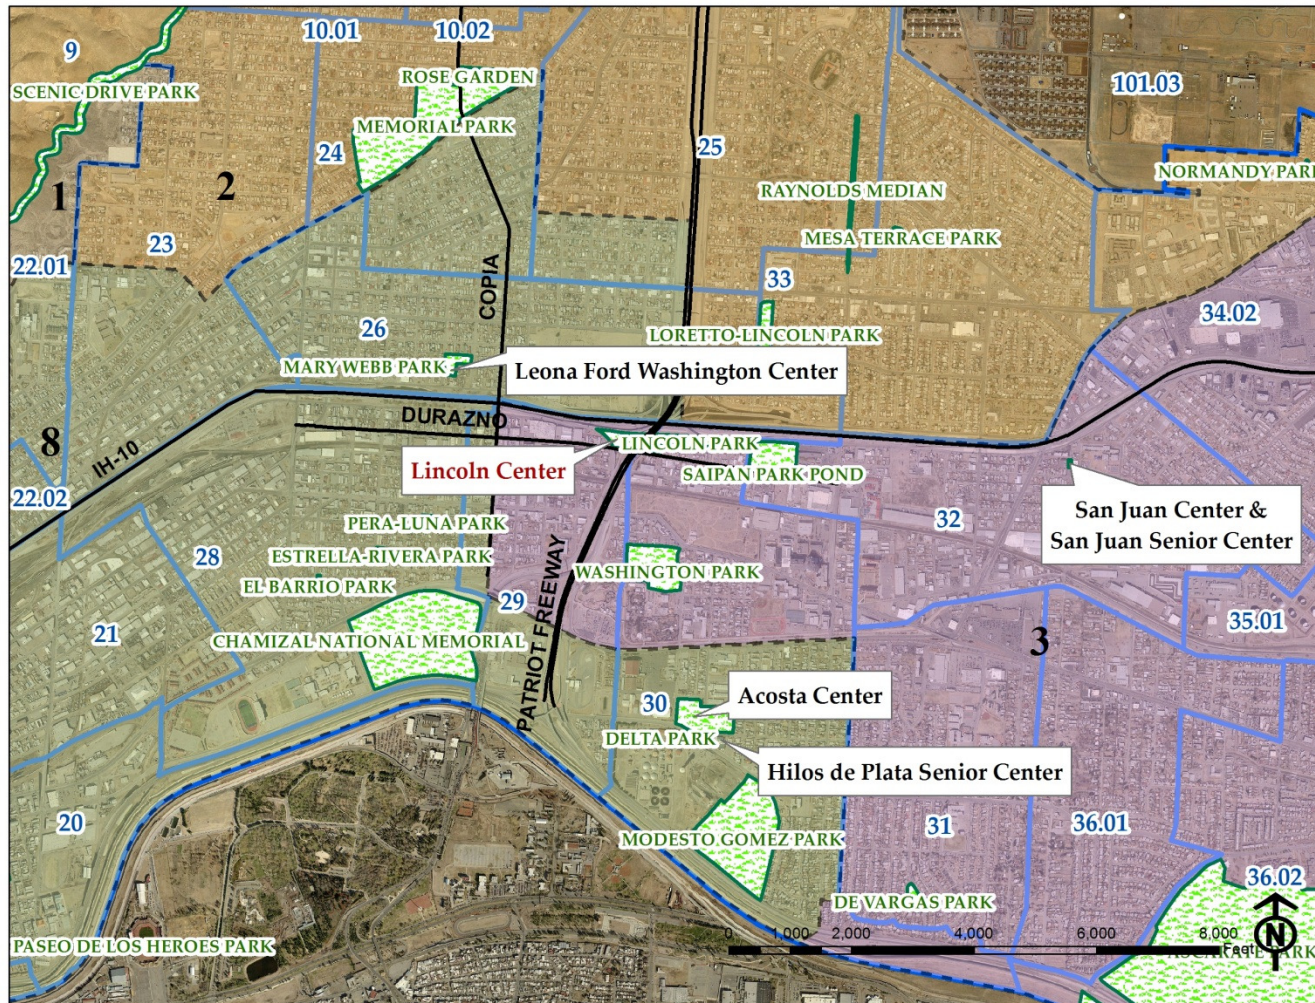 9
10.01
10.02
ROSE GARDEN
SCENIC DRIVE PARK
101.03
MEMORIAL PARK
24
25
NORMANDY PARK
1
2
RAYNOLDS MEDIAN
23
MESA TERRACE PARK
22.01
COPIA
33
34.02
26
LORETTO-LINCOLN PARK
MARY WEBB PARK
Leona Ford Washington Center
DURAZNO
8
IH-10
LINCOLN PARK
Lincoln Center
SAIPAN PARK POND
22.02
PERA-LUNA PARK
32
San Juan Center &
San Juan Senior Center
28
ESTRELLA-RIVERA PARK
EL BARRIO PARK
WASHINGTON PARK
29
PATRIOT FREEWAY
21
CHAMIZAL NATIONAL MEMORIAL
3
35.01
30
Acosta Center
DELTA PARK
Hilos de Plata Senior Center
20
MODESTO GOMEZ PARK
31
36.01
36.02
DE VARGAS PARK
PASEO DE LOS HEROES PARK
0 1,000 2,000 4,000 6,000 8,000
Feet
N
ASCARATE PARK